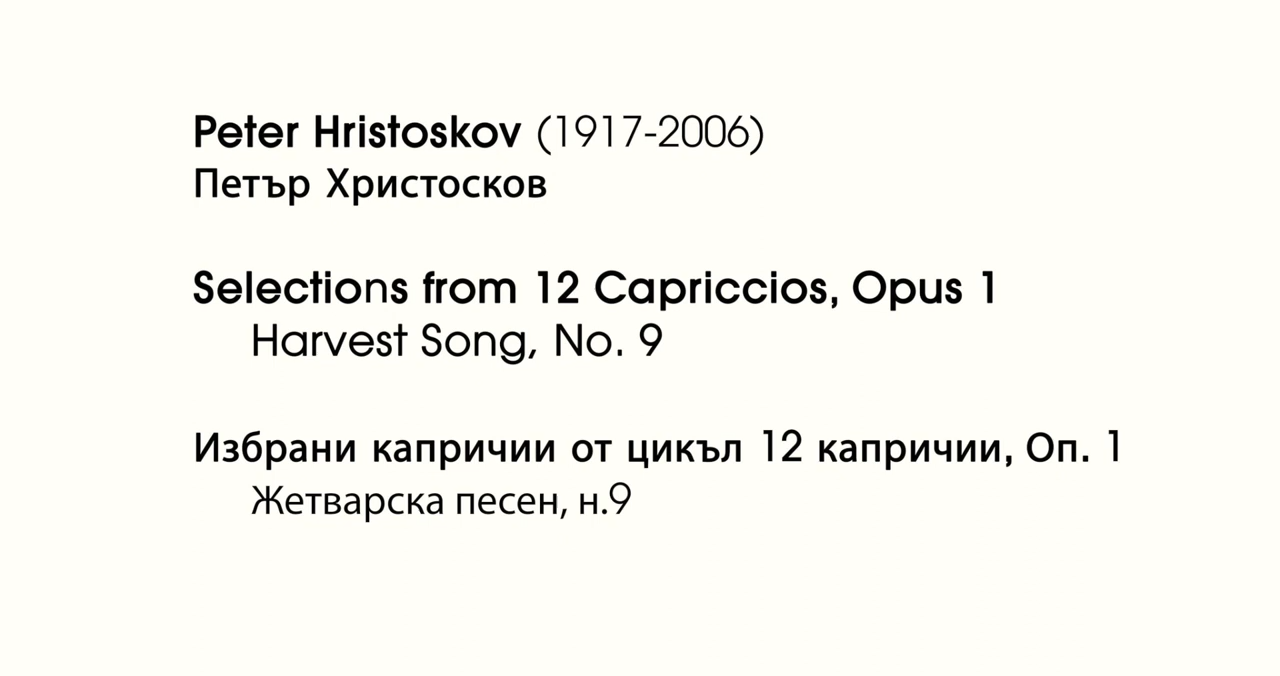 Peter Hristoskov (1917-2006)
Петър Христосков
Selections from 12 Capriccios, Opus 1
Harvest Song, No. 9
Избрани капричии от цикъл 12 капричии, Оп. 1
Жетварска песен, н.9